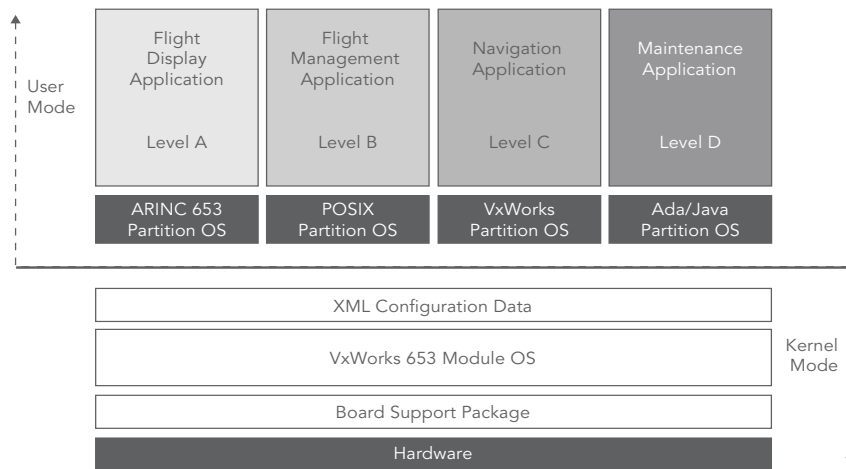 User
Mode
Flight
Display
Application
Level A
Flight
Management
Application
Level B
Navigation
Application
Level C
Maintenance
Application
Level D
ARINC 653
Partition OS
POSIX
Partition OS
VxWorks
Partition OS
Ada/Java
Partition OS
XML Configuration Data
VxWorks 653 Module OS
Kernel
Mode
Board Support Package
Hardware